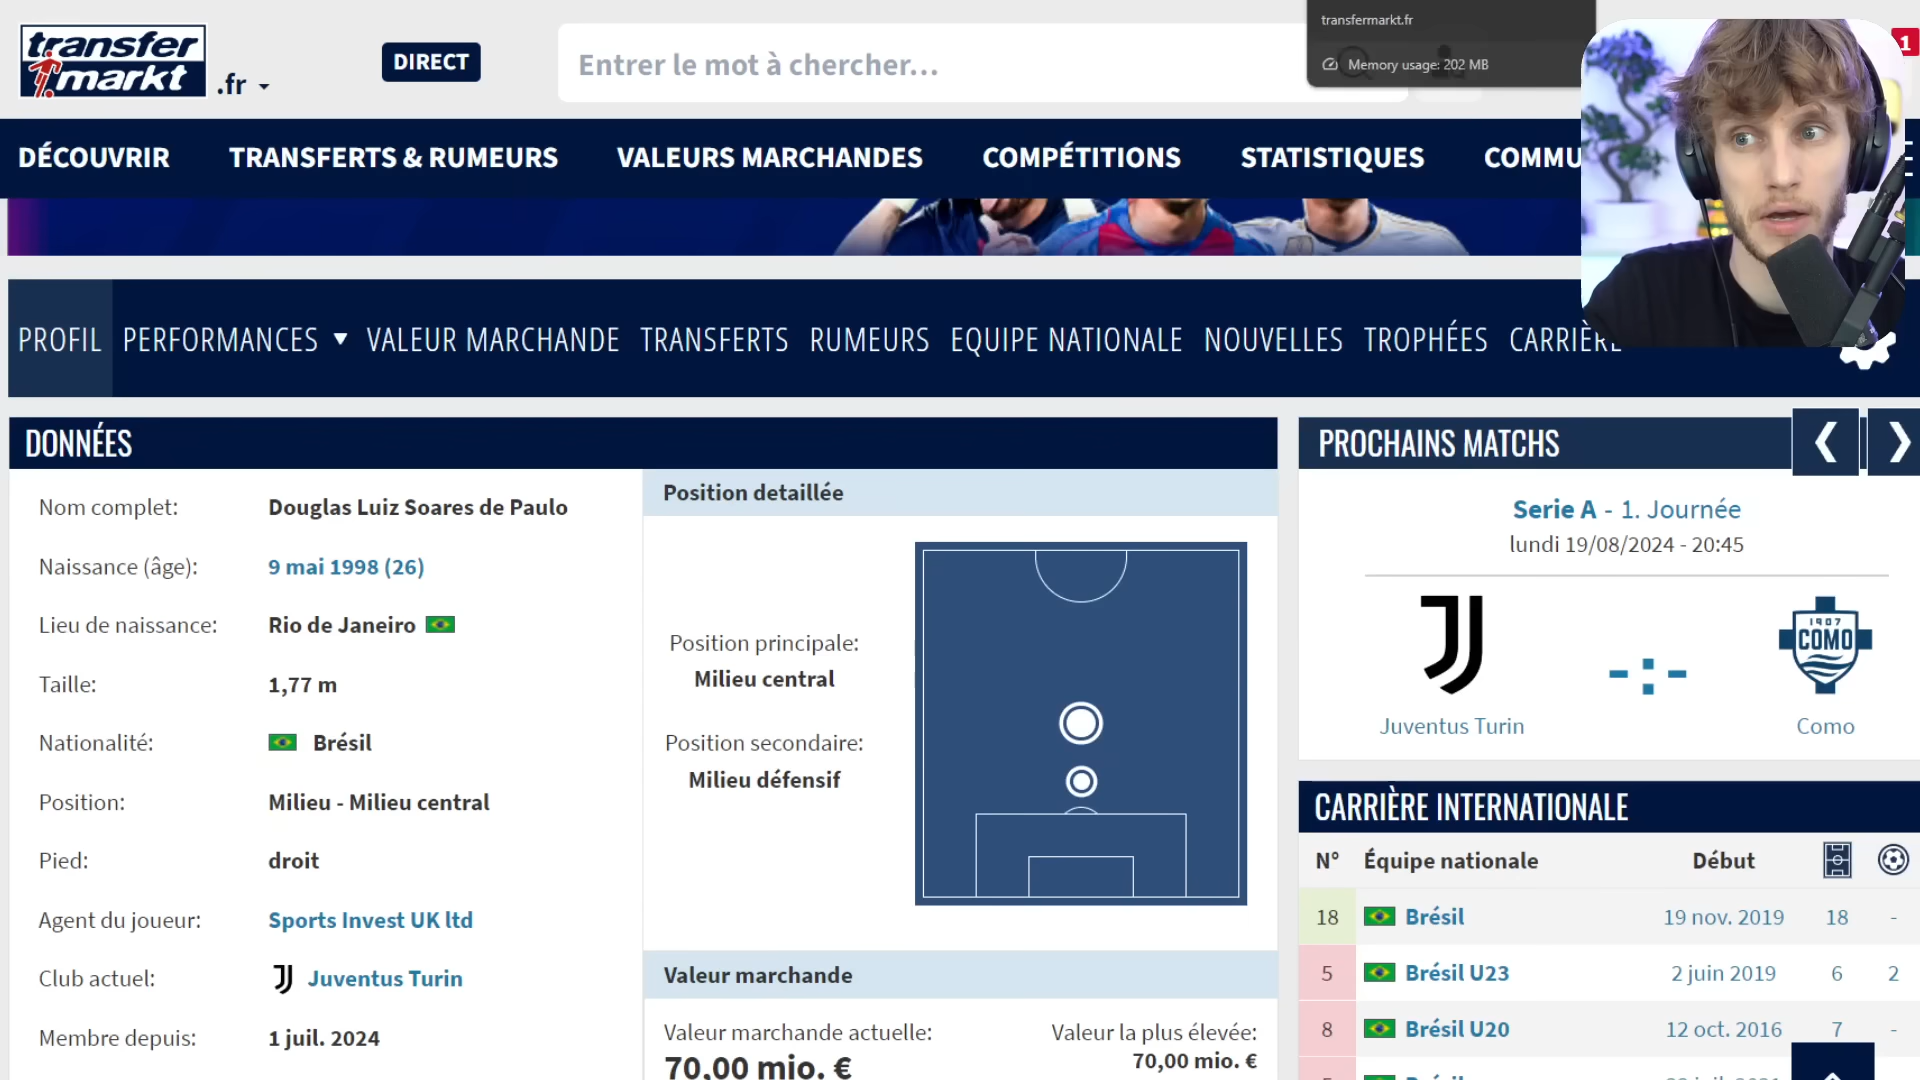 transfermarkt.fr
Memory usage: 202 MB
1
transfer
markt
.fr
DIRECT
Entrer le mot à chercher...
DÉCOUVRIR TRANSFERTS & RUMEURS VALEURS MARCHANDES COMPÉTITIONS STATISTIQUES COMMU
PROFIL PERFORMANCES VALEUR MARCHANDE TRANSFERTS RUMEURS EQUIPE NATIONALE NOUVELLES TROPHÉES CARRIÈRE
DONNÉES
Nom complet: Douglas Luiz Soares de Paulo
Naissance (âge): 9 mai 1998 (26)
Lieu de naissance: Rio de Janeiro
Taille: 1,77 m
Nationalité: Brésil
Position: Milieu - Milieu central
Pied: droit
Agent du joueur: Sports Invest UK ltd
Club actuel: Juventus Turin
Membre depuis: 1 juil. 2024
Position detaillée
Position principale:
Milieu central
Position secondaire:
Milieu défensif
Valeur marchande
Valeur marchande actuelle:
70,00 mio. €
Valeur la plus élevée:
70,00 mio. €
PROCHAINS MATCHS
Serie A - 1. Journée
lundi 19/08/2024 - 20:45
1907
COMO
-:-
Juventus Turin Como
CARRIÈRE INTERNATIONALE
N° Équipe nationale Début
18 Brésil 19 nov. 2019 18 -
5 Brésil U23 2 juin 2019 6 2
8 Brésil U20 12 oct. 2016 7 -